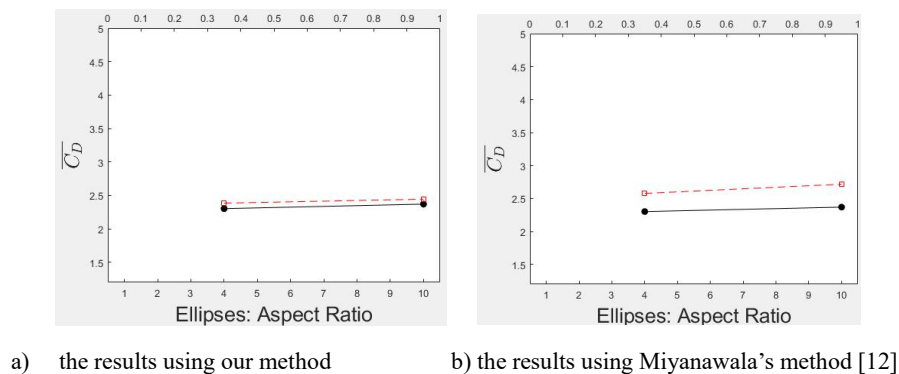 0 0.1 0.2 0.3 0.4 0.5 0.6 0.7 0.8 0.9 1
5
4.5
4
3.5
3
2.5
2
1.5
C_D
1 2 3 4 5 6 7 8 9 10
Ellipses: Aspect Ratio
a) the results using our method
0 0.1 0.2 0.3 0.4 0.5 0.6 0.7 0.8 0.9 1
5
4.5
4
3.5
3
2.5
2
1.5
C_D
1 2 3 4 5 6 7 8 9 10
Ellipses: Aspect Ratio
b) the results using Miyanawala's method [12]